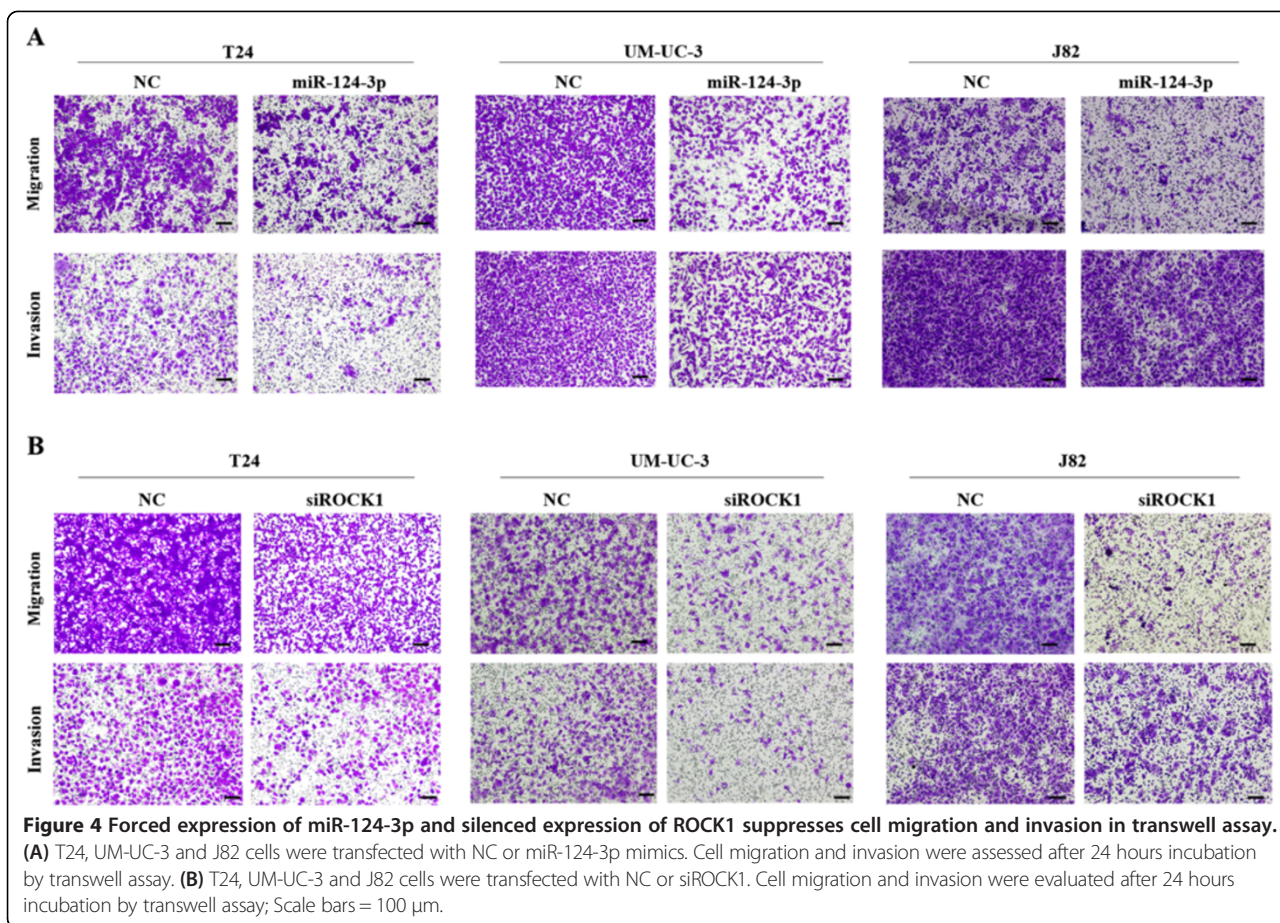 A
T24
UM-UC-3
J82
NC
miR-124-3p
NC
miR-124-3p
NC
miR-124-3p
Migration
Invasion
B
T24
UM-UC-3
J82
NC
siROCK1
NC
siROCK1
NC
siROCK1
Migration
Invasion
Figure 4 Forced expression of miR-124-3p and silenced expression of ROCK1 suppresses cell migration and invasion in transwell assay.
(A) T24, UM-UC-3 and J82 cells were transfected with NC or miR-124-3p mimics. Cell migration and invasion were assessed after 24 hours incubation
by transwell assay. (B) T24, UM-UC-3 and J82 cells were transfected with NC or siROCK1. Cell migration and invasion were evaluated after 24 hours
incubation by transwell assay; Scale bars = 100 μm.